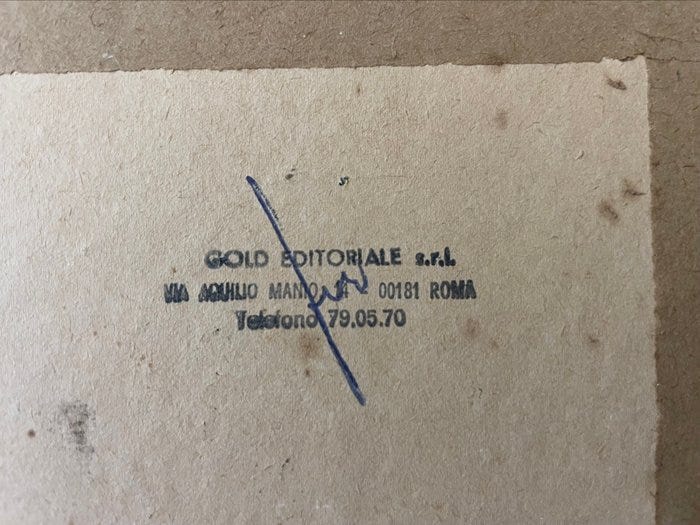 GOLD EDITORIALE s.r.l.
VIA AQUILIO MANIO 00181 ROMA
Telefono 79.05.70